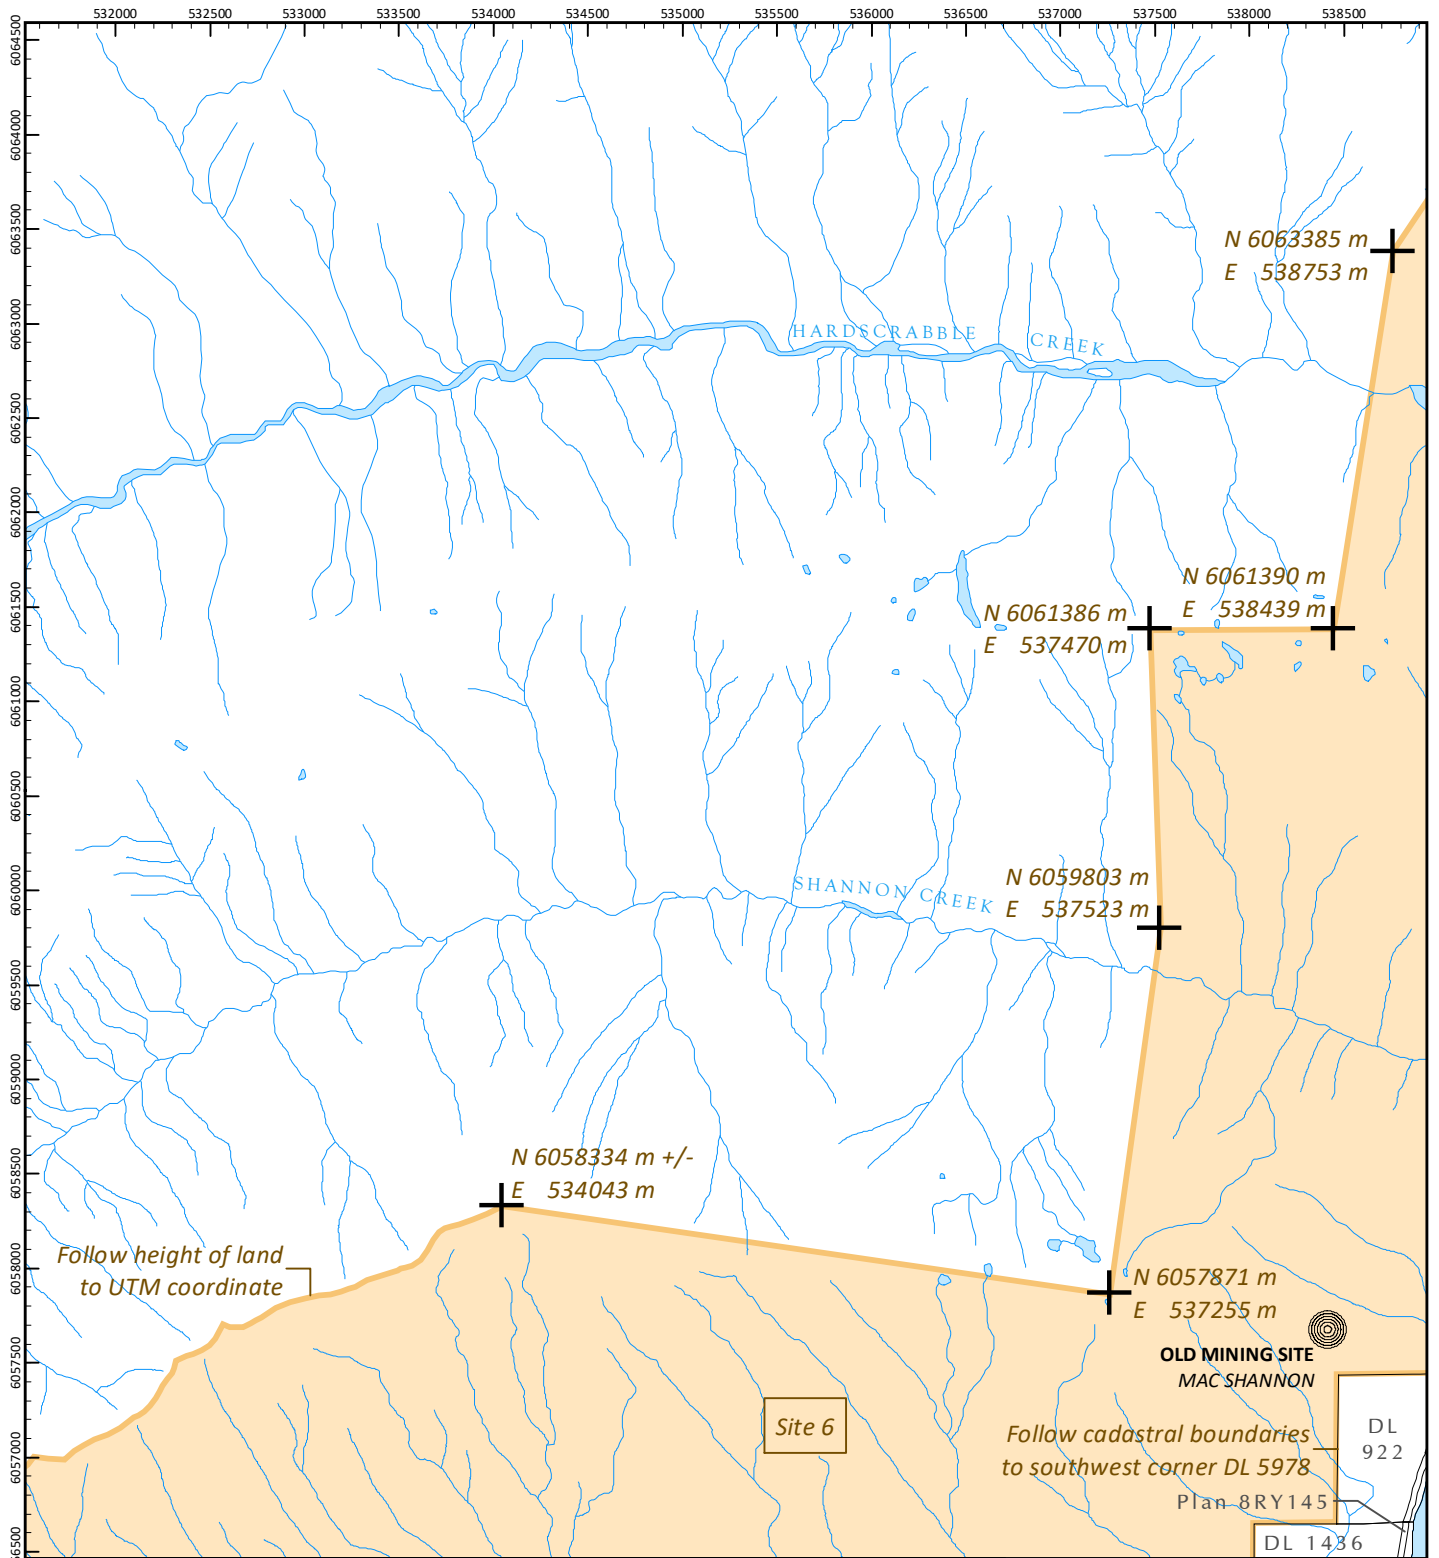 532000 532500 533000 533500 534000 534500 535000 535500 536000 536500 537000 537500 538000 538500
6064500
6064000
6063500
6063000
6062500
6062000
6061500
6061000
6060500
6060000
6059500
6059000
6058500
6058000
6057500
6057000
6056500
N 6063385 m
E 538753 m
HARDSCRABBLE CREEK
N 6061390 m
E 538439 m
N 6061386 m
E 537470 m
N 6059803 m
E 537523 m
SHANNON CREEK
N 6058334 m +/-
E 534043 m
Follow height of land
to UTM coordinate
N 6057871 m
E 537255 m
OLD MINING SITE
MAC SHANNON
Site 6
Follow cadastral boundaries
to southwest corner DL 5978
DL
922
Plan 8RY145
DL 1436